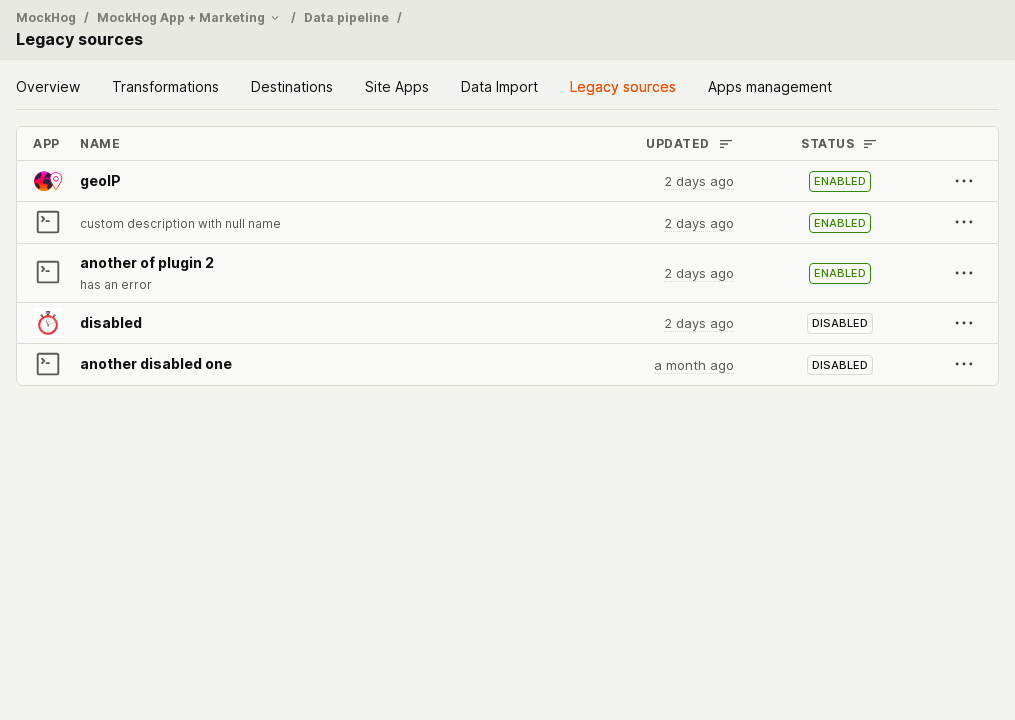 MockHog / MockHog App + Marketing / Data pipeline /
Legacy sources
Overview Transformations Destinations Site Apps Data Import Legacy sources Apps management
APP NAME UPDATED STATUS
geoIP 2 days ago ENABLED
custom description with null name 2 days ago ENABLED
another of plugin 2
has an error 2 days ago ENABLED
disabled 2 days ago DISABLED
another disabled one a month ago DISABLED